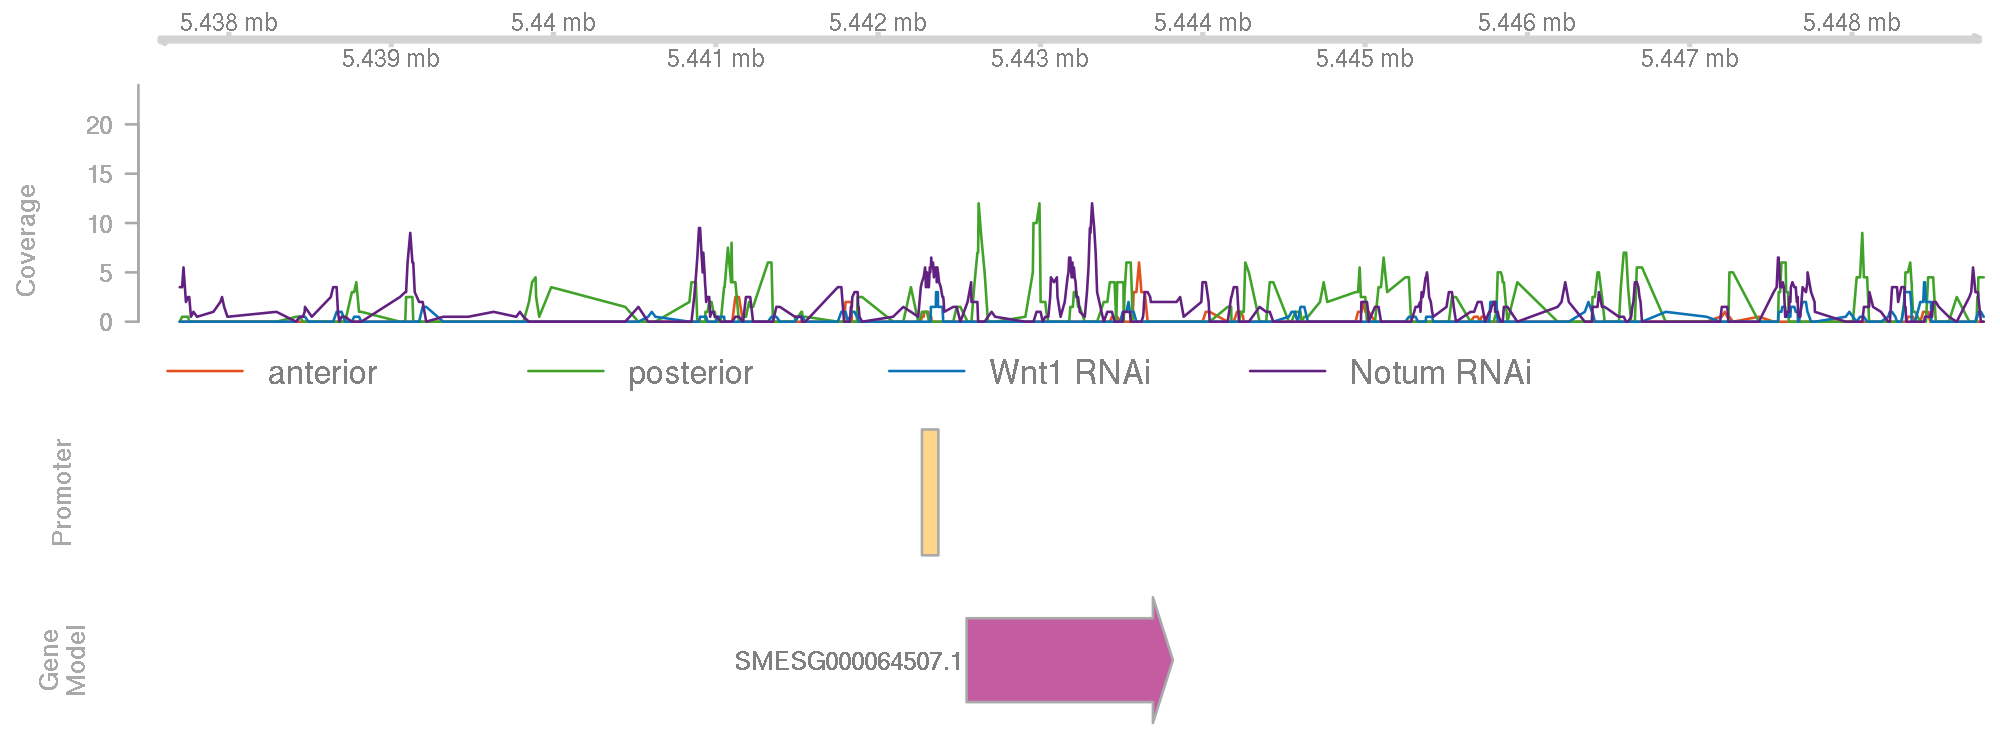 5.438 mb 5.44 mb 5.442 mb 5.444 mb 5.446 mb 5.448 mb
5.439 mb 5.441 mb 5.443 mb 5.445 mb 5.447 mb
Coverage
20
15
10
5
0
anterior posterior Wnt1 RNAi Notum RNAi
Promoter
Gene
Model
SMESG000064507.1